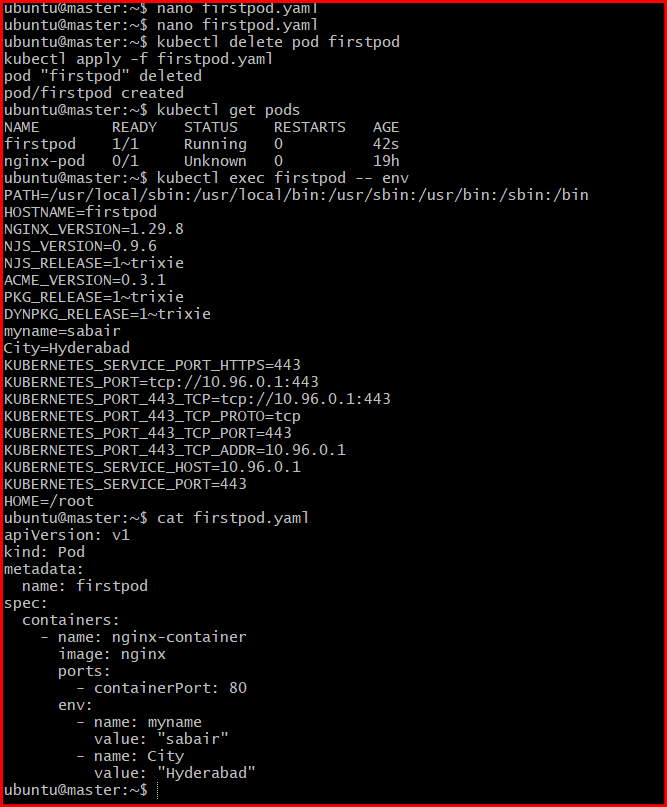 ubuntu@master:~$ nano firstpod.yaml
ubuntu@master:~$ nano firstpod.yaml
ubuntu@master:~$ kubectl delete pod firstpod
kubectl apply -f firstpod.yaml
pod "firstpod" deleted
pod/firstpod created
ubuntu@master:~$ kubectl get pods
NAME        READY   STATUS    RESTARTS   AGE
firstpod    1/1     Running   0          42s
nginx-pod   0/1     Unknown   0          19h
ubuntu@master:~$ kubectl exec firstpod -- env
PATH=/usr/local/sbin:/usr/local/bin:/usr/sbin:/usr/bin:/sbin:/bin
HOSTNAME=firstpod
NGINX_VERSION=1.29.8
NJS_VERSION=0.9.6
NJS_RELEASE=1~trixie
ACME_VERSION=0.3.1
PKG_RELEASE=1~trixie
DYNPKG_RELEASE=1~trixie
myname=sabair
City=Hyderabad
KUBERNETES_SERVICE_PORT_HTTPS=443
KUBERNETES_PORT=tcp://10.96.0.1:443
KUBERNETES_PORT_443_TCP=tcp://10.96.0.1:443
KUBERNETES_PORT_443_TCP_PROTO=tcp
KUBERNETES_PORT_443_TCP_PORT=443
KUBERNETES_PORT_443_TCP_ADDR=10.96.0.1
KUBERNETES_SERVICE_HOST=10.96.0.1
KUBERNETES_SERVICE_PORT=443
HOME=/root
ubuntu@master:~$ cat firstpod.yaml
apiVersion: v1
kind: Pod
metadata:
  name: firstpod
spec:
  containers:
    - name: nginx-container
      image: nginx
      ports:
        - containerPort: 80
      env:
        - name: myname
          value: "sabair"
        - name: City
          value: "Hyderabad"
ubuntu@master:~$